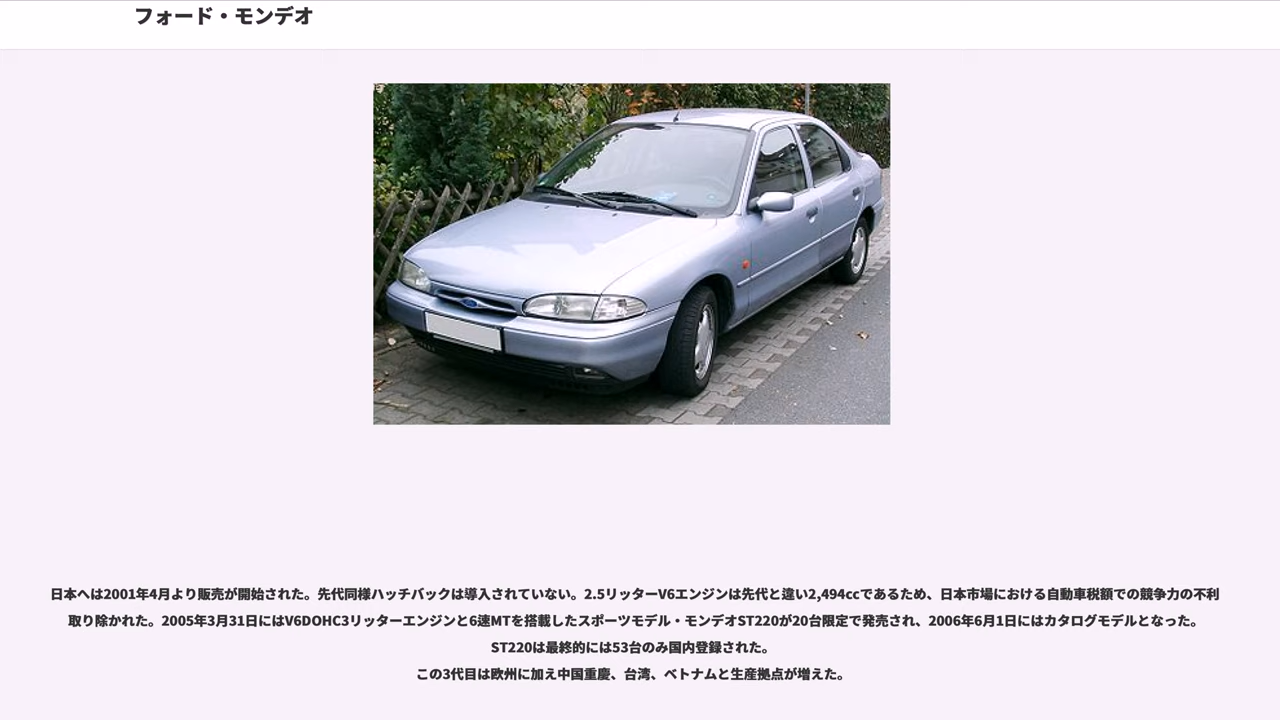 フォード・モンデオ
日本へは2001年4月より販売が開始された。先代同様ハッチバックは導入されていない。2.5リッターV6エンジンは先代と違い2,494ccであるため、日本市場における自動車税額での競争力の不利
取り除かれた。2005年3月31日にはV6DOHC3リッターエンジンと6速MTを搭載したスポーツモデル・モンデオST220が20台限定で発売され、2006年6月1日にはカタログモデルとなった。
ST220は最終的には53台のみ国内登録された。
この3代目は欧州に加え中国重慶、台湾、ベトナムと生産拠点が増えた。